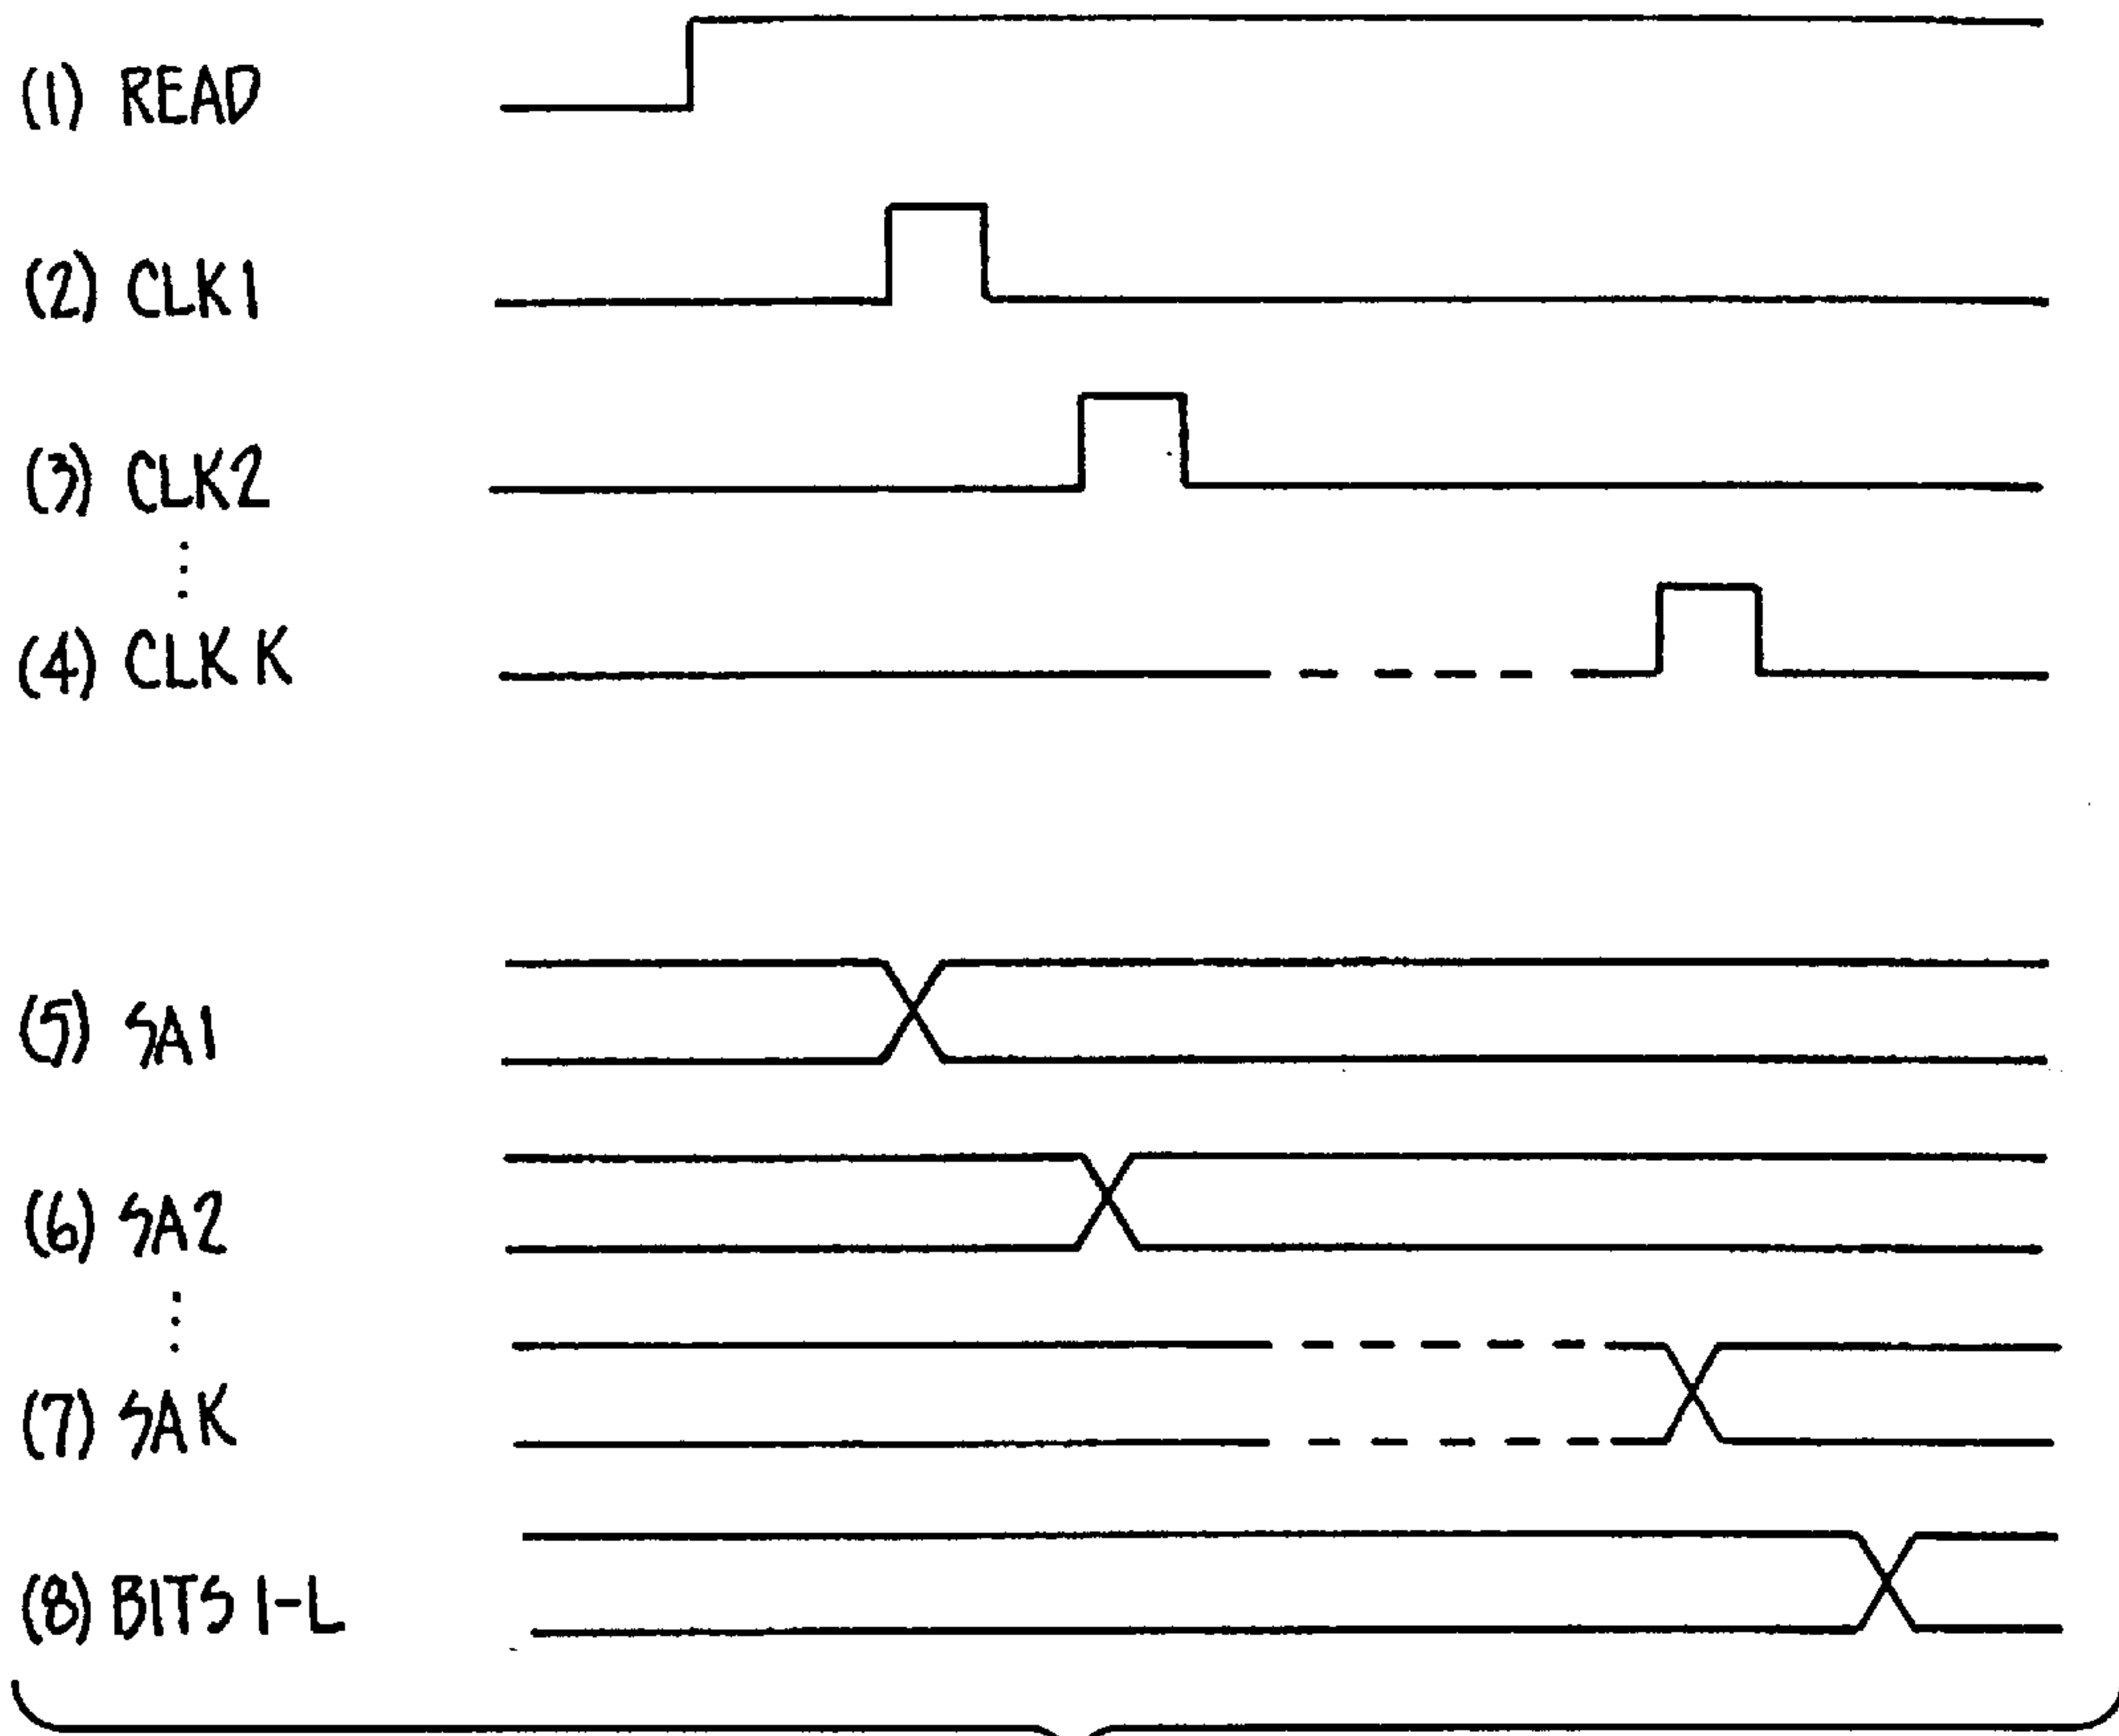 (1) READ
(2) CLK1
(3) CLK2
(4) CLK K
(5) SA1
(6) SA2
(7) SAK
(8) BITS 1-L